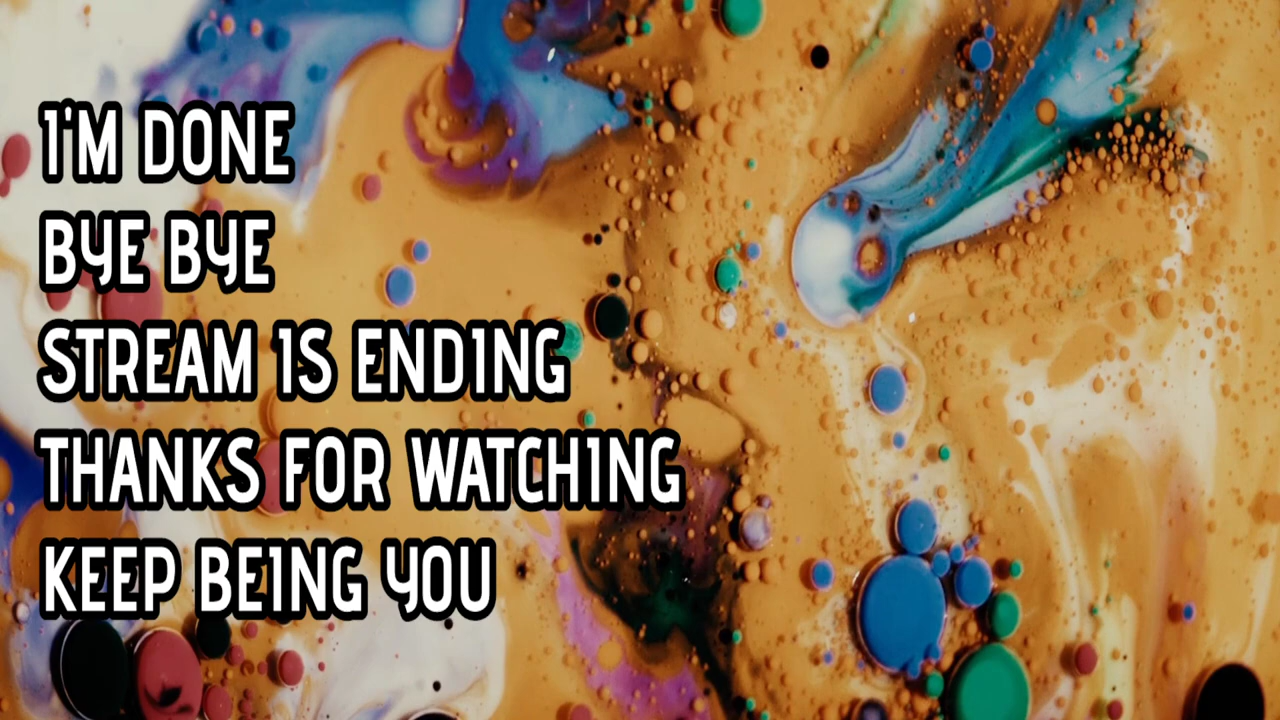 I'M DONE
BYE BYE
STREAM IS ENDING
THANKS FOR WATCHING
KEEP BEING YOU